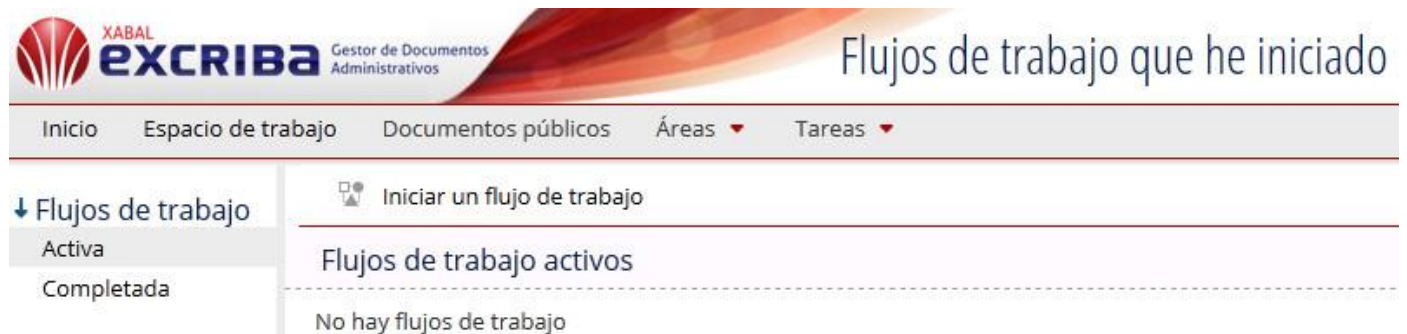 XABAL
excriba
Gestor de Documentos
Administrativos
Flujos de trabajo que he iniciado
Inicio Espacio de trabajo Documentos públicos Áreas Tareas
Flujos de trabajo
Activa
Completada
Iniciar un flujo de trabajo
Flujos de trabajo activos
No hay flujos de trabajo